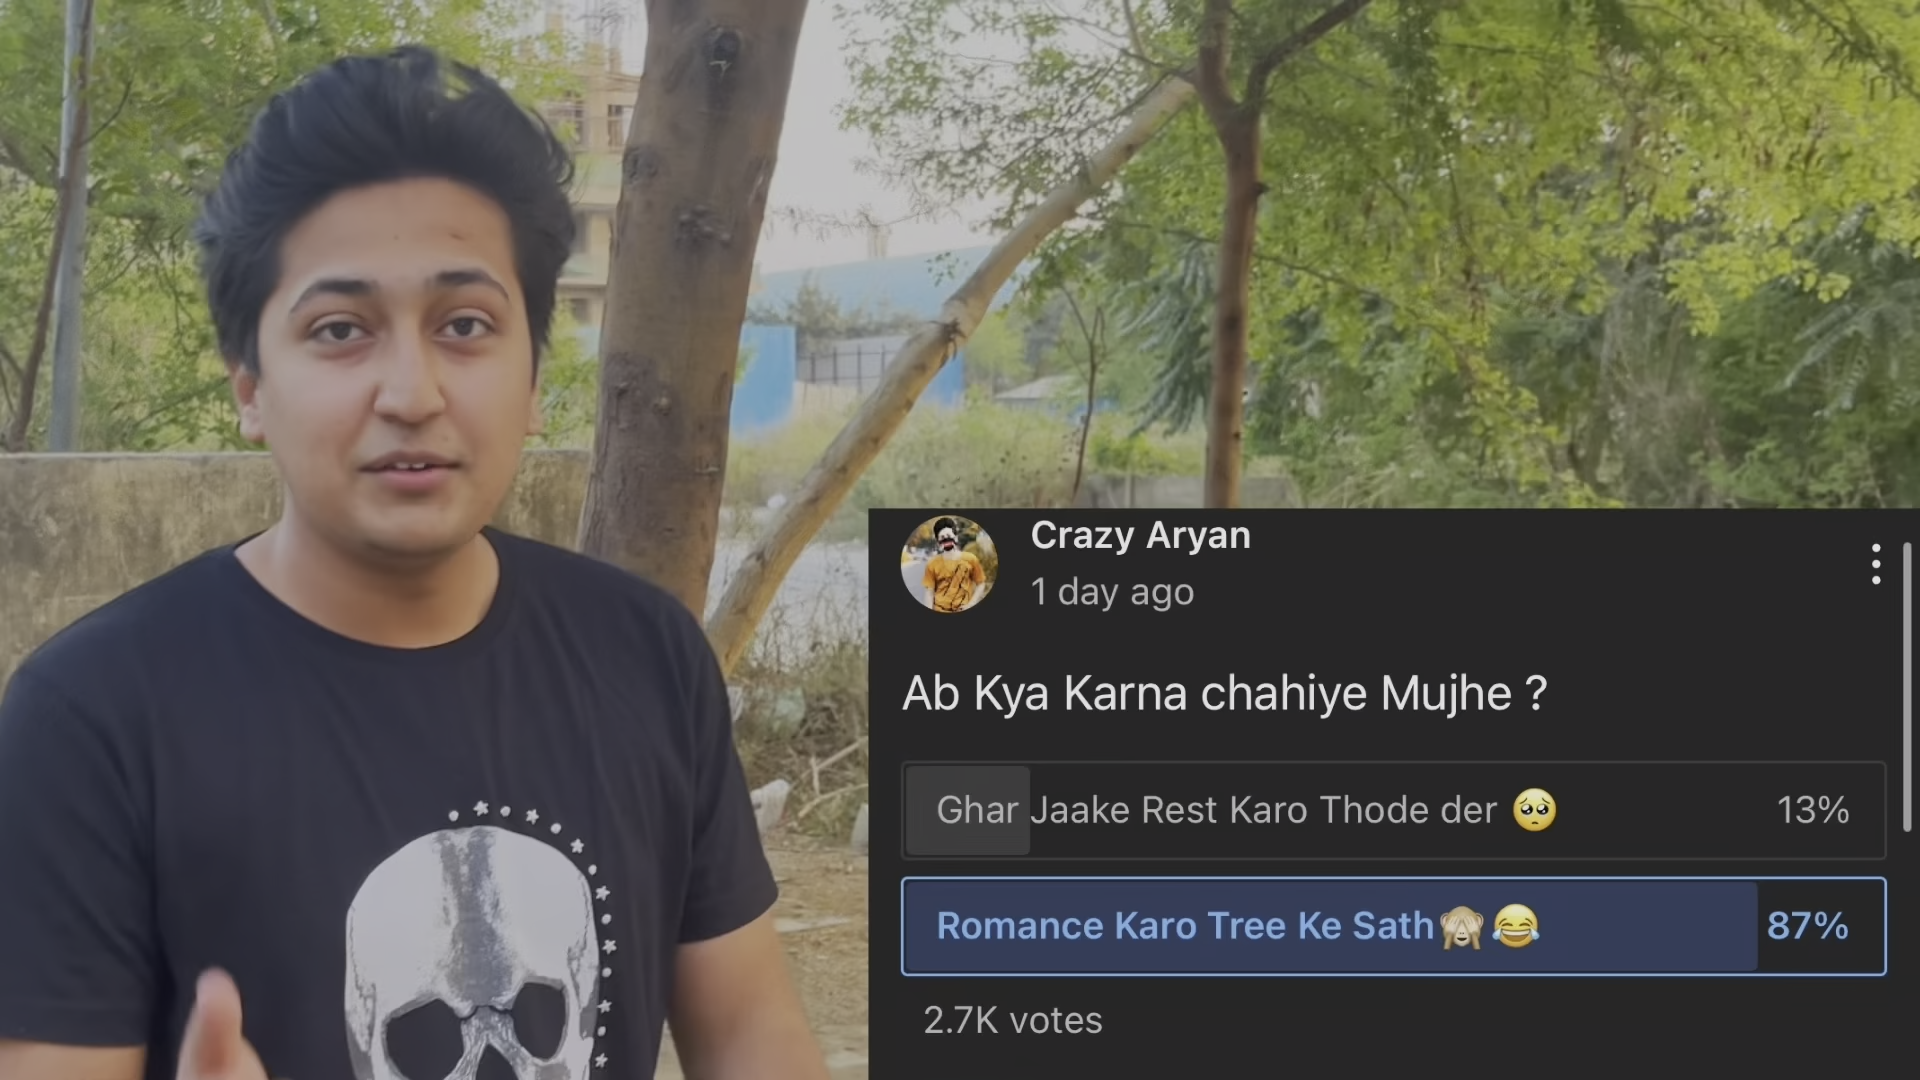 Crazy Aryan
1 day ago
Ab Kya Karna chahiye Mujhe ?
Ghar Jaake Rest Karo Thode der 🥺 13%
Romance Karo Tree Ke Sath🙈😂 87%
2.7K votes